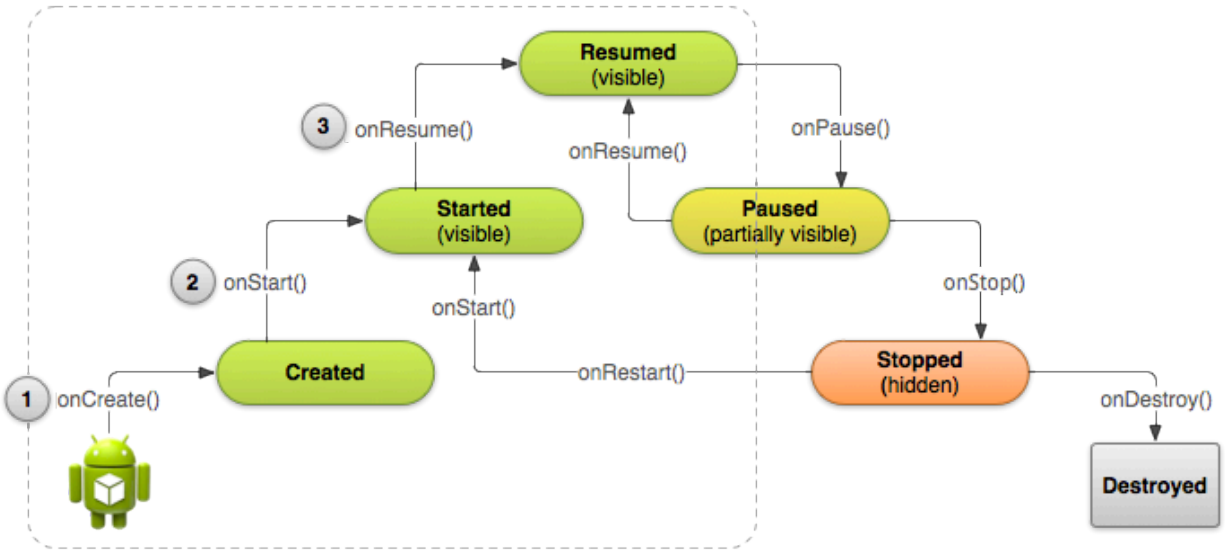 Resumed
(visible)
3
onResume()
onPause()
onResume()
Started
(visible)
Paused
(partially visible)
2
onStart()
onStop()
onStart()
Created
onRestart()
Stopped
(hidden)
1
onCreate()
onDestroy()
Destroyed